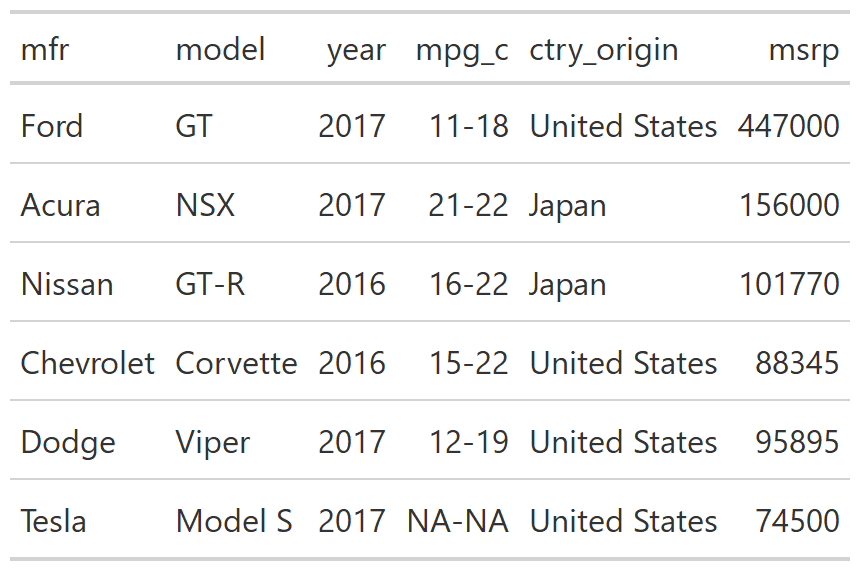 mfr model year mpg_c ctry_origin msrp
Ford GT 2017 11-18 United States 447000
Acura NSX 2017 21-22 Japan 156000
Nissan GT-R 2016 16-22 Japan 101770
Chevrolet Corvette 2016 15-22 United States 88345
Dodge Viper 2017 12-19 United States 95895
Tesla Model S 2017 NA-NA United States 74500